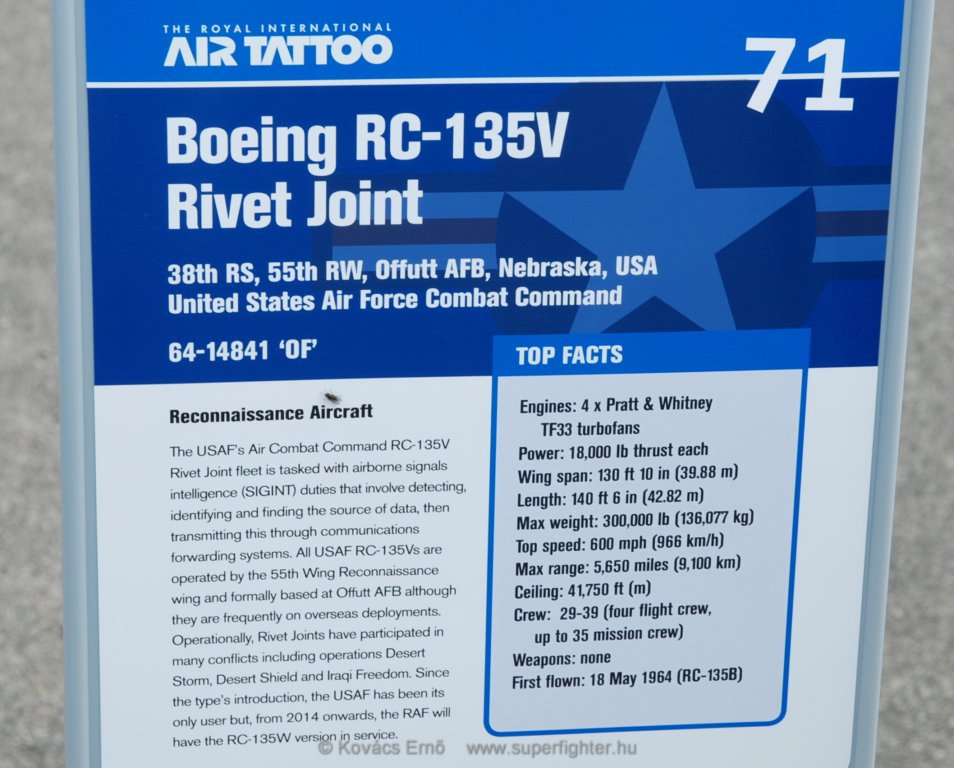 THE ROYAL INTERNATIONAL
AIR TATTOO
71
Boeing RC-135V
Rivet Joint
38th RS, 55th RW, Offutt AFB, Nebraska, USA
United States Air Force Combat Command
64-14841 ‘OF’
Reconnaissance Aircraft
The USAF's Air Combat Command RC-135V
Rivet Joint fleet is tasked with airborne signals
intelligence (SIGINT) duties that involve detecting,
identifying and finding the source of data, then
transmitting this through communications
forwarding systems. All USAF RC-135Vs are
operated by the 55th Wing Reconnaissance
wing and formally based at Offutt AFB although
they are frequently on overseas deployments.
Operationally, Rivet Joints have participated in
many conflicts including operations Desert
Storm, Desert Shield and Iraqi Freedom. Since
the type's introduction, the USAF has been its
only user but, from 2014 onwards, the RAF will
have the RC-135W version in service.
TOP FACTS
Engines: 4 x Pratt & Whitney
TF33 turbofans
Power: 18,000 lb thrust each
Wing span: 130 ft 10 in (39.88 m)
Length: 140 ft 6 in (42.82 m)
Max weight: 300,000 lb (136,077 kg)
Top speed: 600 mph (966 km/h)
Max range: 5,650 miles (9,100 km)
Ceiling: 41,750 ft (m)
Crew: 29-39 (four flight crew,
up to 35 mission crew)
Weapons: none
First flown: 18 May 1964 (RC-135B)
© Kovács Ernő www.superfighter.hu